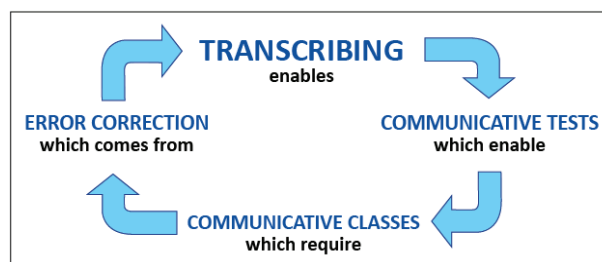 TRANSCRIBING
enables
COMMUNICATIVE TESTS
which enable
COMMUNICATIVE CLASSES
which require
ERROR CORRECTION
which comes from